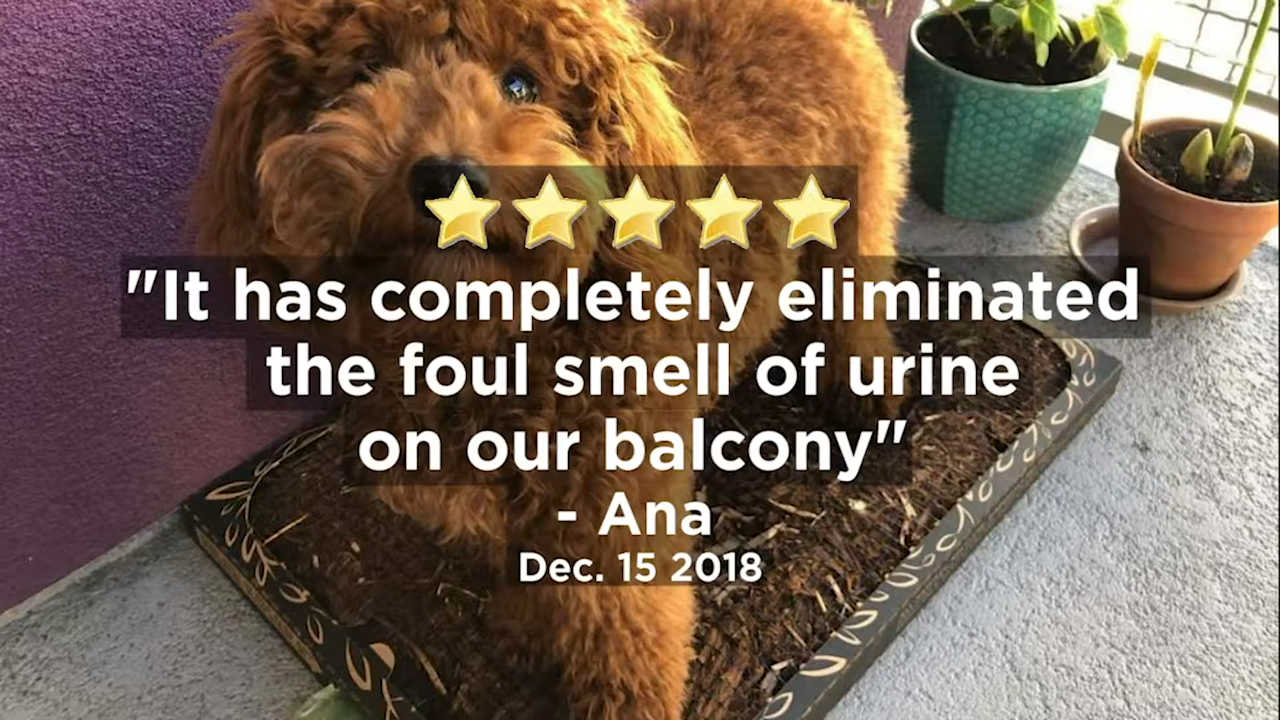 "It has completely eliminated
the foul smell of urine
on our balcony"
- Ana
Dec. 15 2018